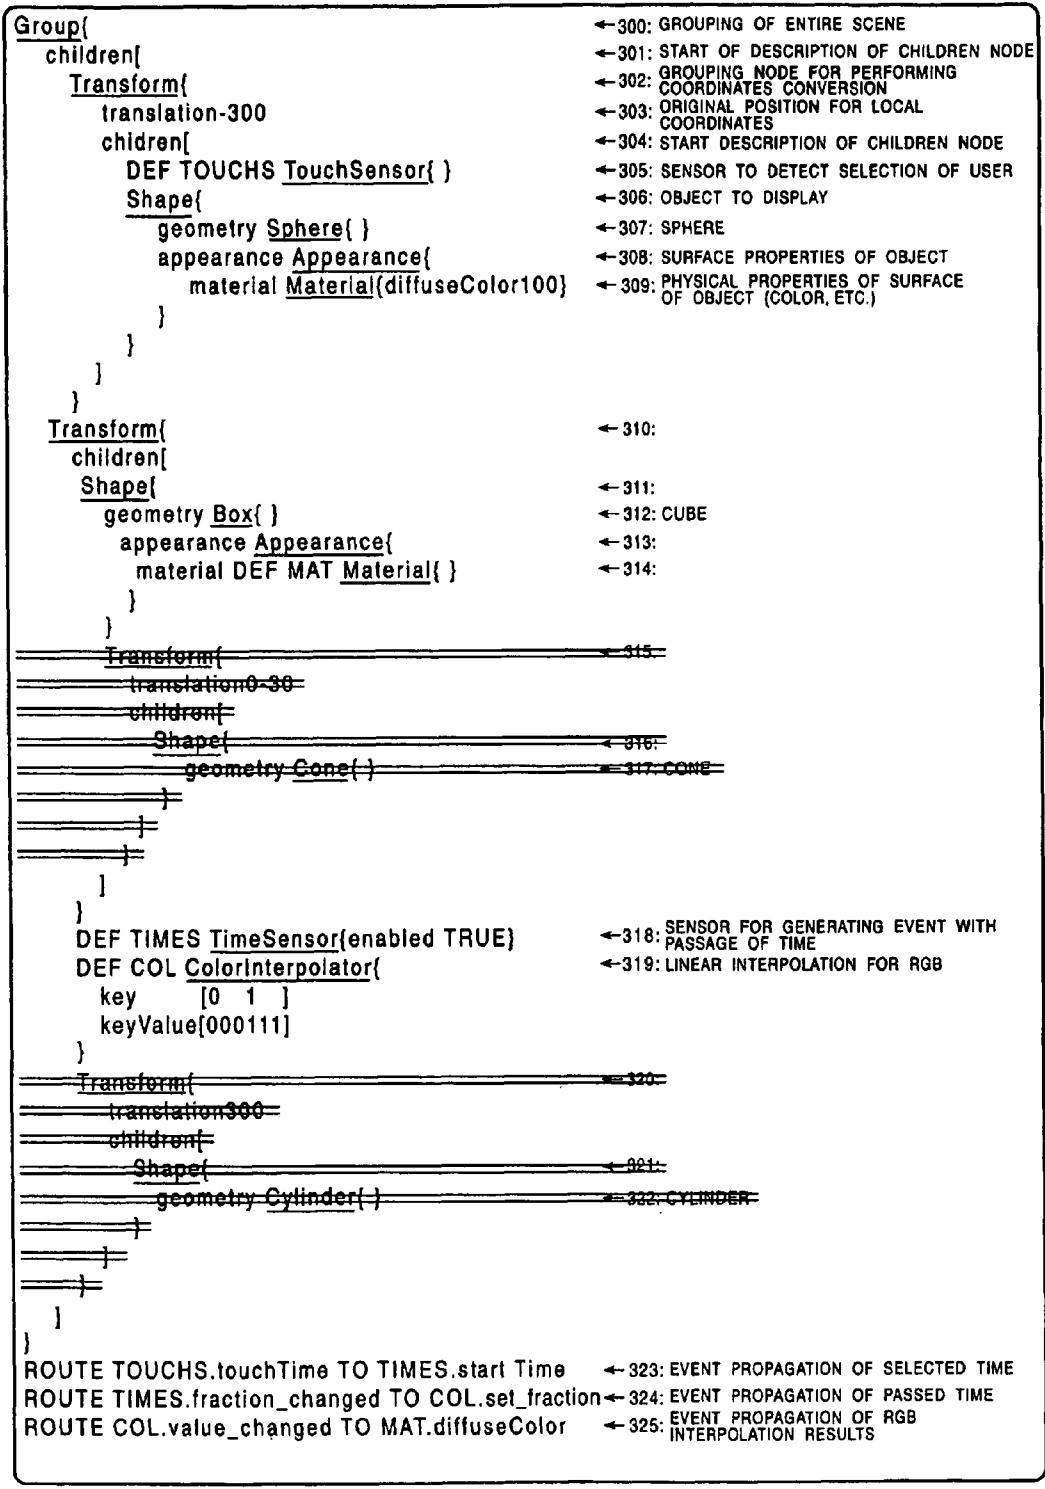 Group{ ←300: GROUPING OF ENTIRE SCENE
children[ ←301: START OF DESCRIPTION OF CHILDREN NODE
Transform{ ←302: GROUPING NODE FOR PERFORMING COORDINATES CONVERSION
translation-300 ←303: ORIGINAL POSITION FOR LOCAL COORDINATES
chidren[ ←304: START DESCRIPTION OF CHILDREN NODE
DEF TOUCHS TouchSensor{ } ←305: SENSOR TO DETECT SELECTION OF USER
Shape{ ←306: OBJECT TO DISPLAY
geometry Sphere{ } ←307: SPHERE
appearance Appearance{ ←308: SURFACE PROPERTIES OF OBJECT
material Material{diffuseColor100} ←309: PHYSICAL PROPERTIES OF SURFACE OF OBJECT (COLOR, ETC.)
}
}
]
}
Transform{ ←310:
children[
Shape{ ←311:
geometry Box{ } ←312: CUBE
appearance Appearance{ ←313:
material DEF MAT Material{ } ←314:
}
}
Transform{ ←315:
translation0-30
children[
Shape{ ←316:
geometry Cone{ } ←317: CONE
}
]
}
]
}
DEF TIMES TimeSensor{enabled TRUE} ←318: SENSOR FOR GENERATING EVENT WITH PASSAGE OF TIME
DEF COL ColorInterpolator{ ←319: LINEAR INTERPOLATION FOR RGB
key [0 1 ]
keyValue[000111]
}
Transform{ ←320:
translation300
children[
Shape{ ←321:
geometry Cylinder{ } ←322: CYLINDER
}
]
}
]
}
ROUTE TOUCHS.touchTime TO TIMES.start Time ←323: EVENT PROPAGATION OF SELECTED TIME
ROUTE TIMES.fraction_changed TO COL.set_fraction ←324: EVENT PROPAGATION OF PASSED TIME
ROUTE COL.value_changed TO MAT.diffuseColor ←325: EVENT PROPAGATION OF RGB INTERPOLATION RESULTS